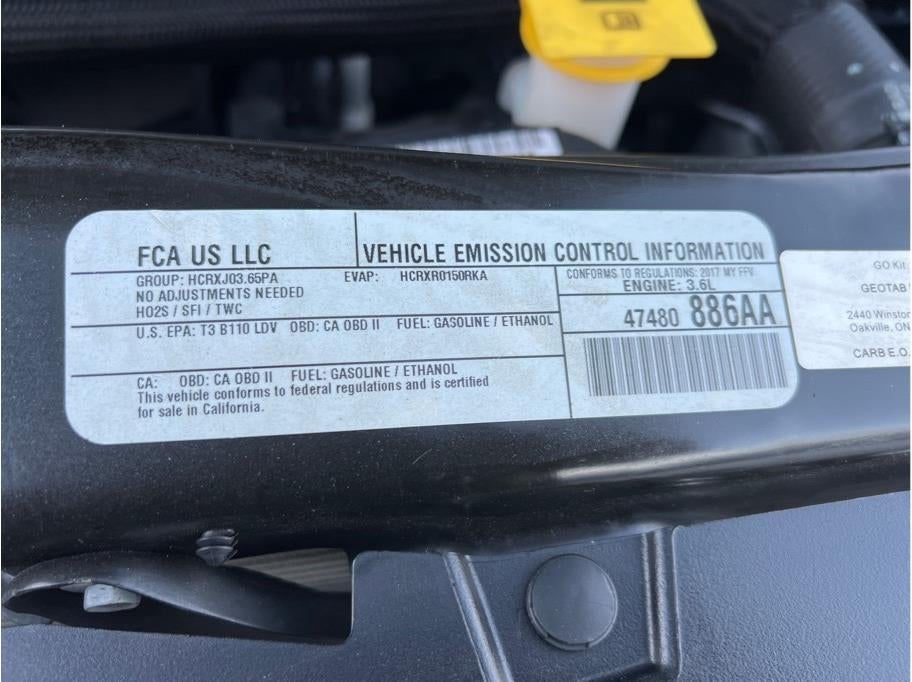 FCA US LLC
VEHICLE EMISSION CONTROL INFORMATION
GROUP: HCRXJ03.65PA EVAP: HCRXR0150RKA
NO ADJUSTMENTS NEEDED
HO2S / SFI / TWC
CONFORMS TO REGULATIONS: 2017 MY FFV
ENGINE: 3.6L
U.S. EPA: T3 B110 LDV OBD: CA OBD II FUEL: GASOLINE / ETHANOL
47480 886AA
CA: OBD: CA OBD II FUEL: GASOLINE / ETHANOL
This vehicle conforms to federal regulations and is certified
for sale in California.
GO Kit:
GEOTAB
2440 Winston
Oakville, ON
CARB E.O.